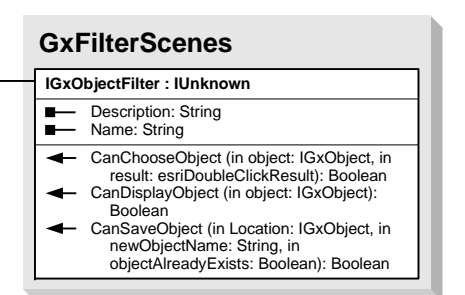 GxFilterScenes
IGxObjectFilter : IUnknown
Description: String
Name: String
CanChooseObject (in object: IGxObject, in
result: esriDoubleClickResult): Boolean
CanDisplayObject (in object: IGxObject):
Boolean
CanSaveObject (in Location: IGxObject, in
newObjectName: String, in
objectAlreadyExists: Boolean): Boolean